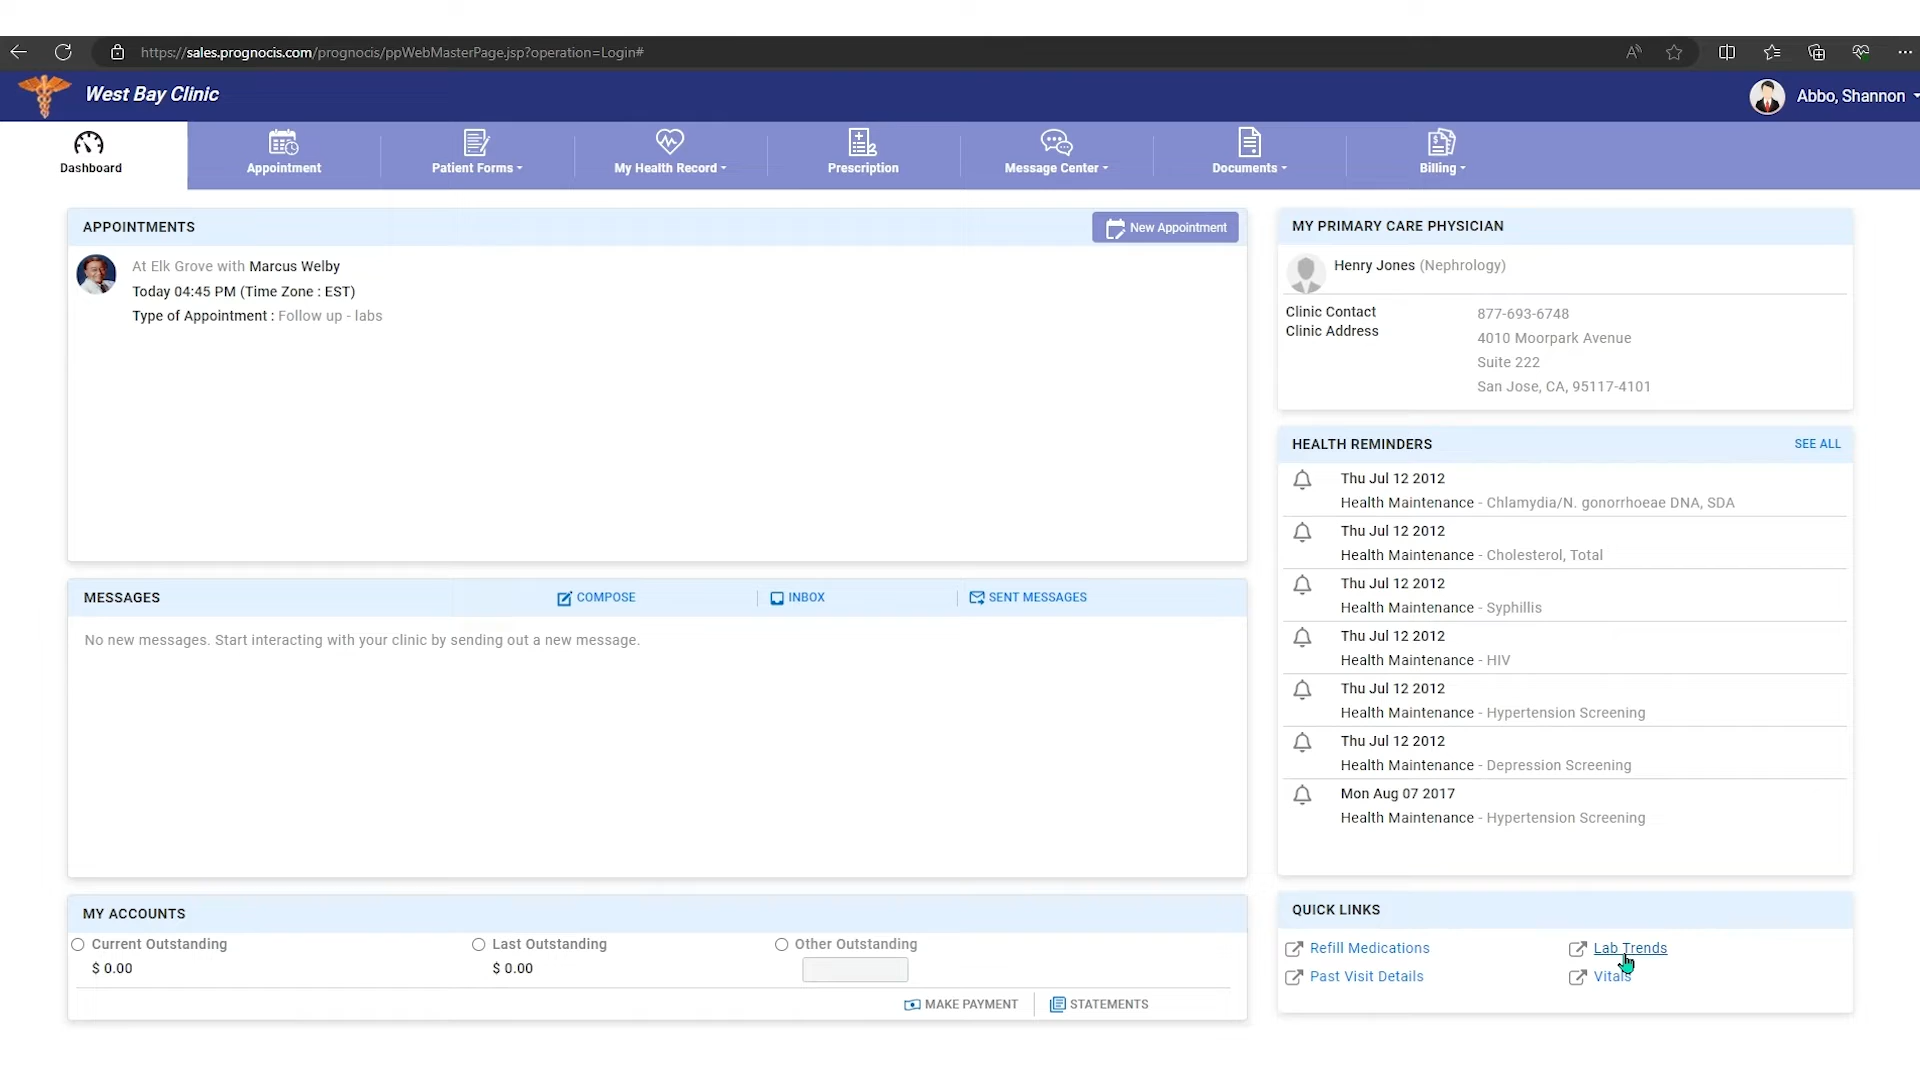 https://sales.prognocis.com/prognocis/ppWebMasterPage.jsp?operation=Login#
West Bay Clinic
Abbo, Shannon
Dashboard
Appointment
Patient Forms
My Health Record
Prescription
Message Center
Documents
Billing
APPOINTMENTS
New Appointment
At Elk Grove with Marcus Welby
Today 04:45 PM (Time Zone : EST)
Type of Appointment : Follow up - labs
MESSAGES
COMPOSE
INBOX
SENT MESSAGES
No new messages. Start interacting with your clinic by sending out a new message.
MY ACCOUNTS
Current Outstanding
$ 0.00
Last Outstanding
$ 0.00
Other Outstanding
MAKE PAYMENT
STATEMENTS
MY PRIMARY CARE PHYSICIAN
Henry Jones (Nephrology)
Clinic Contact
877-693-6748
Clinic Address
4010 Moorpark Avenue
Suite 222
San Jose, CA, 95117-4101
HEALTH REMINDERS
SEE ALL
Thu Jul 12 2012
Health Maintenance - Chlamydia/N. gonorrhoeae DNA, SDA
Thu Jul 12 2012
Health Maintenance - Cholesterol, Total
Thu Jul 12 2012
Health Maintenance - Syphillis
Thu Jul 12 2012
Health Maintenance - HIV
Thu Jul 12 2012
Health Maintenance - Hypertension Screening
Thu Jul 12 2012
Health Maintenance - Depression Screening
Mon Aug 07 2017
Health Maintenance - Hypertension Screening
QUICK LINKS
Refill Medications
Lab Trends
Past Visit Details
Vitals